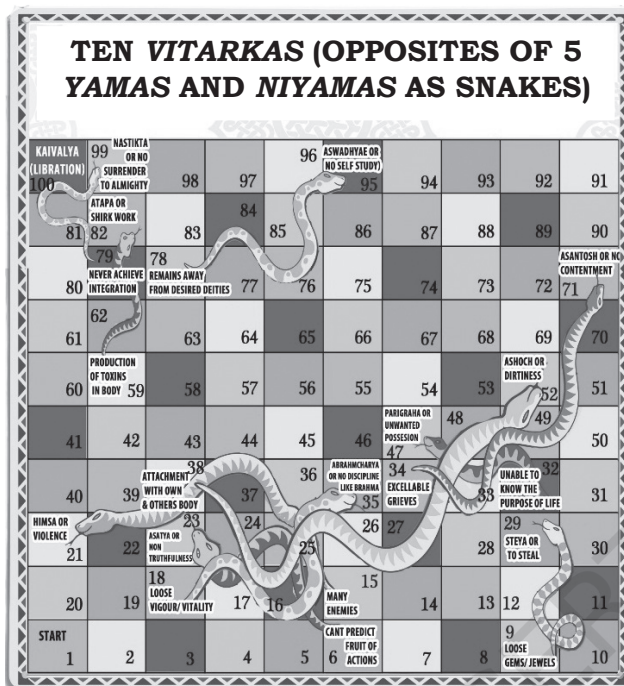 TEN VITARKAS (OPPOSITES OF 5
YAMAS AND NIYAMAS AS SNAKES)
KAIVALYA
(LIBRATION)
100
99
NASTIKTA
OR NO
SURRENDER
TO ALMIGHTY
98
97
96
ASWADHYAE OR
NO SELF STUDY)
95
94
93
92
91
81
ATAPA OR
SHIRK WORK
82
83
84
85
86
87
88
89
90
80
79
NEVER ACHIEVE
INTEGRATION
78
REMAINS AWAY
FROM DESIRED DEITIES
77
76
75
74
73
72
ASANTOSH OR NO
CONTENTMENT
71
61
62
63
64
65
66
67
68
69
70
60
PRODUCTION
OF TOXINS
IN BODY
59
58
57
56
55
54
53
ASHOCH OR
DIRTINESS
52
51
41
42
43
44
45
46
PARIGRAHA OR
UNWANTED
POSSESION
47
48
49
50
40
39
ATTACHMENT
WITH OWN
& OTHERS BODY
38
37
36
ABRAHMCHARYA
OR NO DISCIPLINE
LIKE BRAHMA
35
34
EXCELLABLE
GRIEVES
33
UNABLE TO
KNOW THE
PURPOSE OF LIFE
32
31
HIMSA OR
VIOLENCE
21
22
ASATYA OR
NON
TRUTHFULNESS
23
24
25
26
27
28
29
STEYA OR
TO STEAL
30
20
19
18
LOOSE
VIGOUR/ VITALITY
17
16
MANY
ENEMIES
15
14
13
12
11
START
1
2
3
4
5
6
CANT PREDICT
FRUIT OF
ACTIONS
7
8
9
LOOSE
GEMS/ JEWELS
10